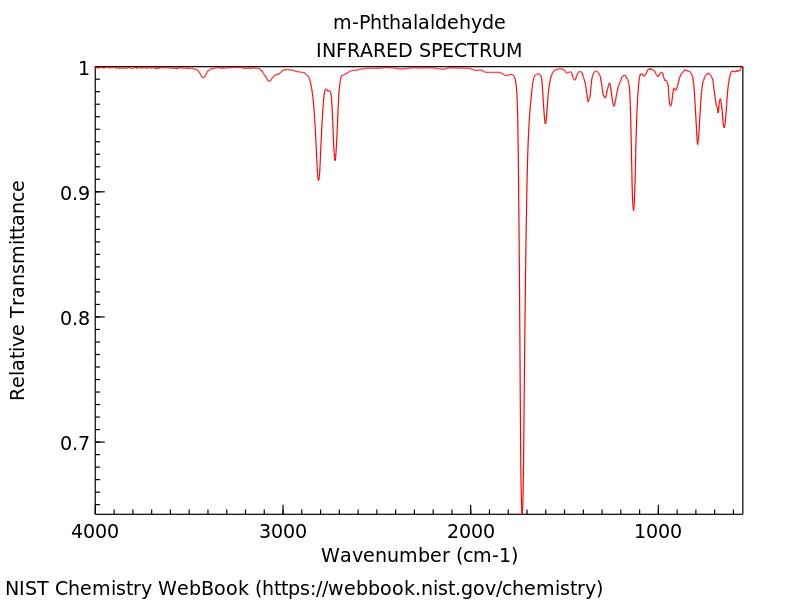 m-Phthalaldehyde
INFRARED SPECTRUM
1
0.9
0.8
0.7
Relative Transmittance
4000 3000 2000 1000
Wavenumber (cm-1)
NIST Chemistry WebBook (https://webbook.nist.gov/chemistry)